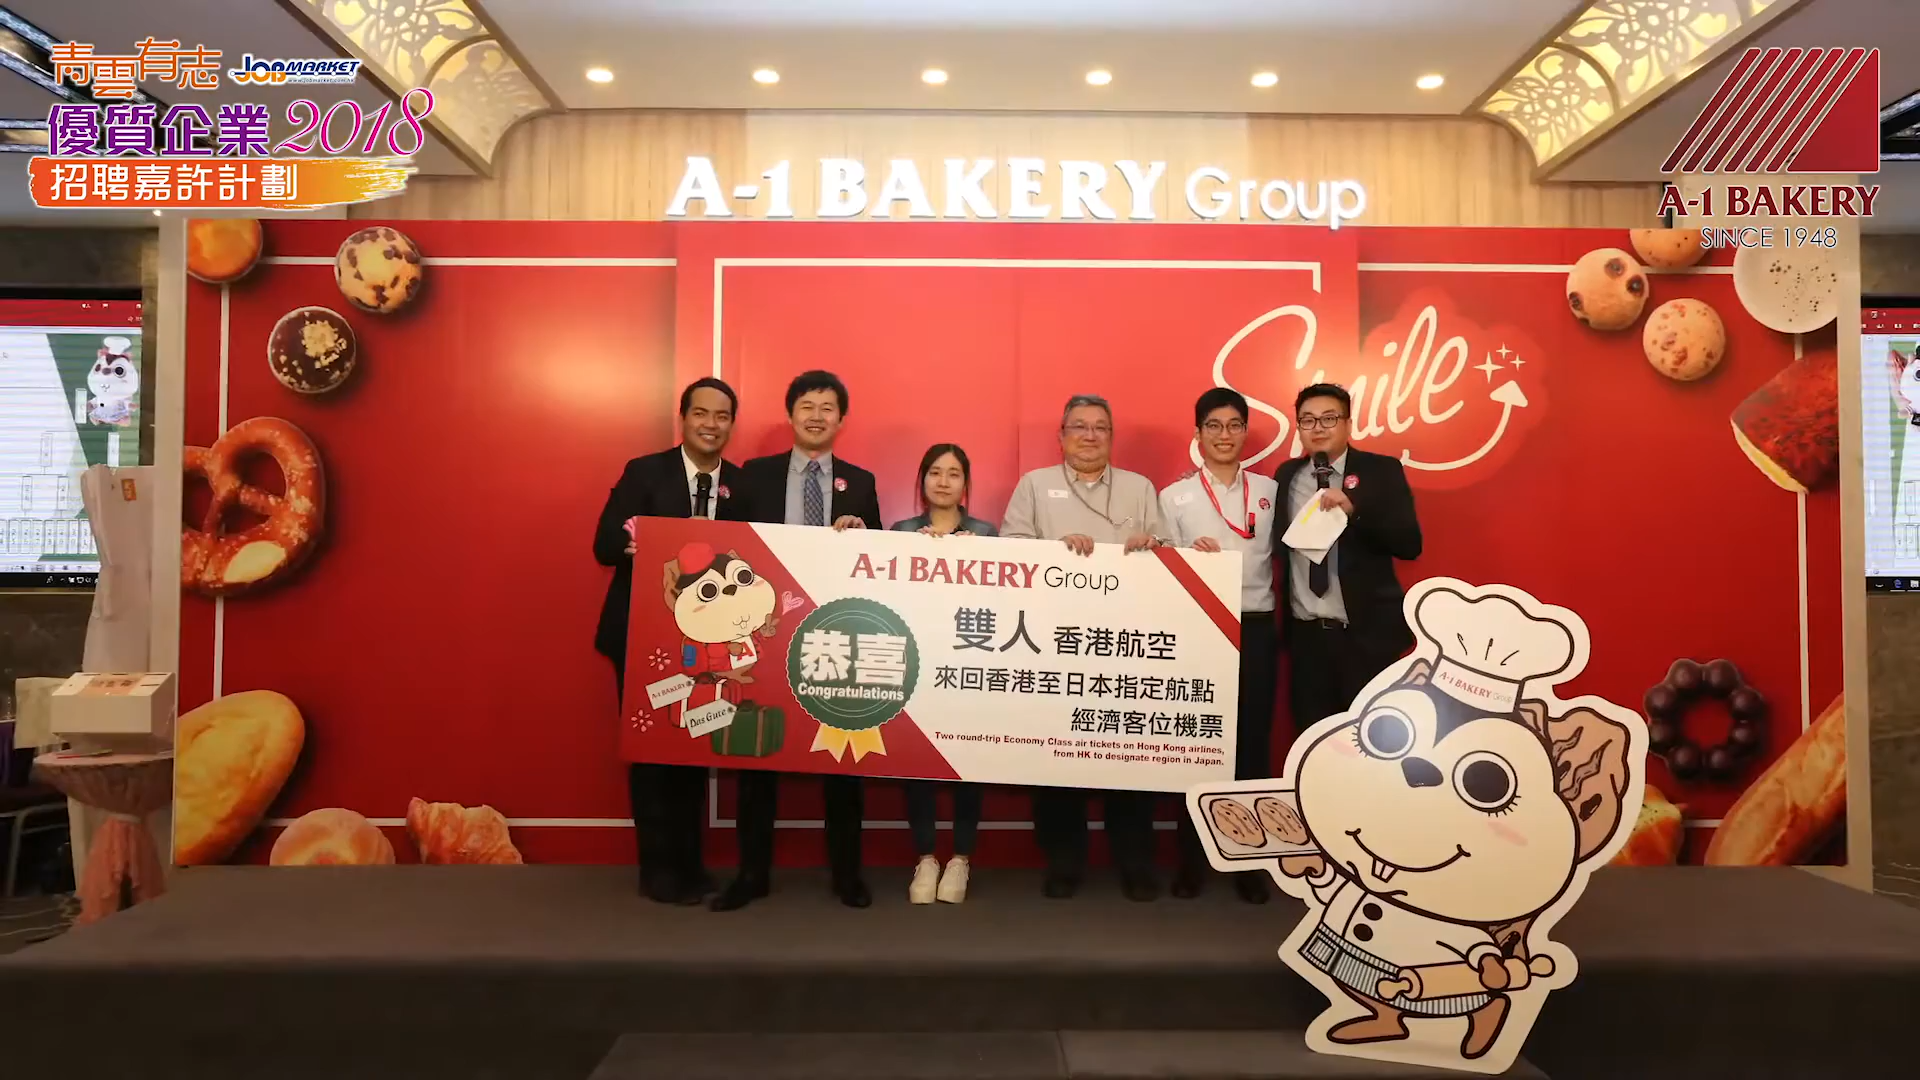 青雲有志
JOBMARKET
www.jobmarket.com.hk
優質企業2018
招聘嘉許計劃
A-1 BAKERY
SINCE 1948
A-1 BAKERY Group
Smile
A-1 BAKERY Group
雙人 香港航空
來回香港至日本指定航點
經濟客位機票
Two round-trip Economy Class air tickets on Hong Kong airlines,
from HK to designate region in Japan.
恭喜
Congratulations
A
A-1 BAKERY
Das Gute
A-1 BAKERY Group